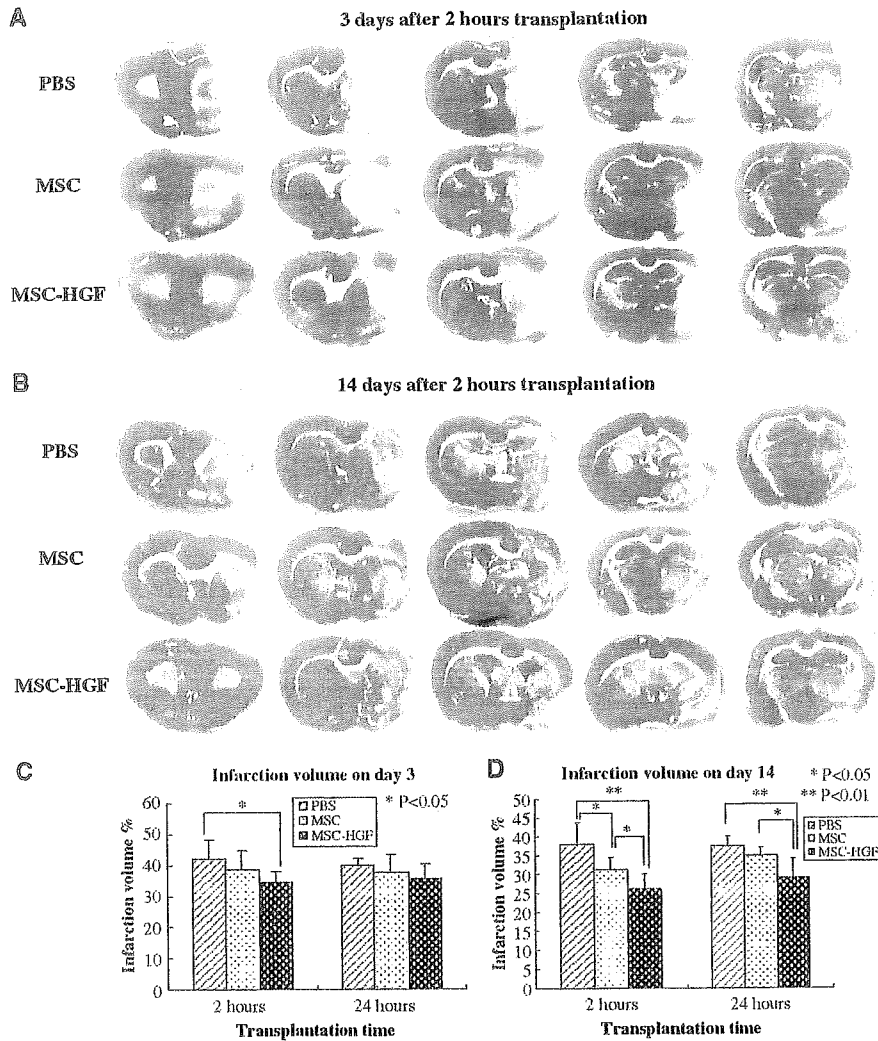 A
3 days after 2 hours transplantation
PBS
MSC
MSC-HGF
B
14 days after 2 hours transplantation
PBS
MSC
MSC-HGF
C
Infarction volume on day 3
* P<0.05
PBS
MSC
MSC-HGF
*
Infarction volume %
60
50
40
30
20
10
0
2 hours
24 hours
Transplantation time
D
Infarction volume on day 14
* P<0.05
** P<0.01
PBS
MSC
MSC-HGF
**
*
*
**
*
Infarction volume %
50
45
40
35
30
25
20
15
10
5
0
2 hours
24 hours
Transplantation time